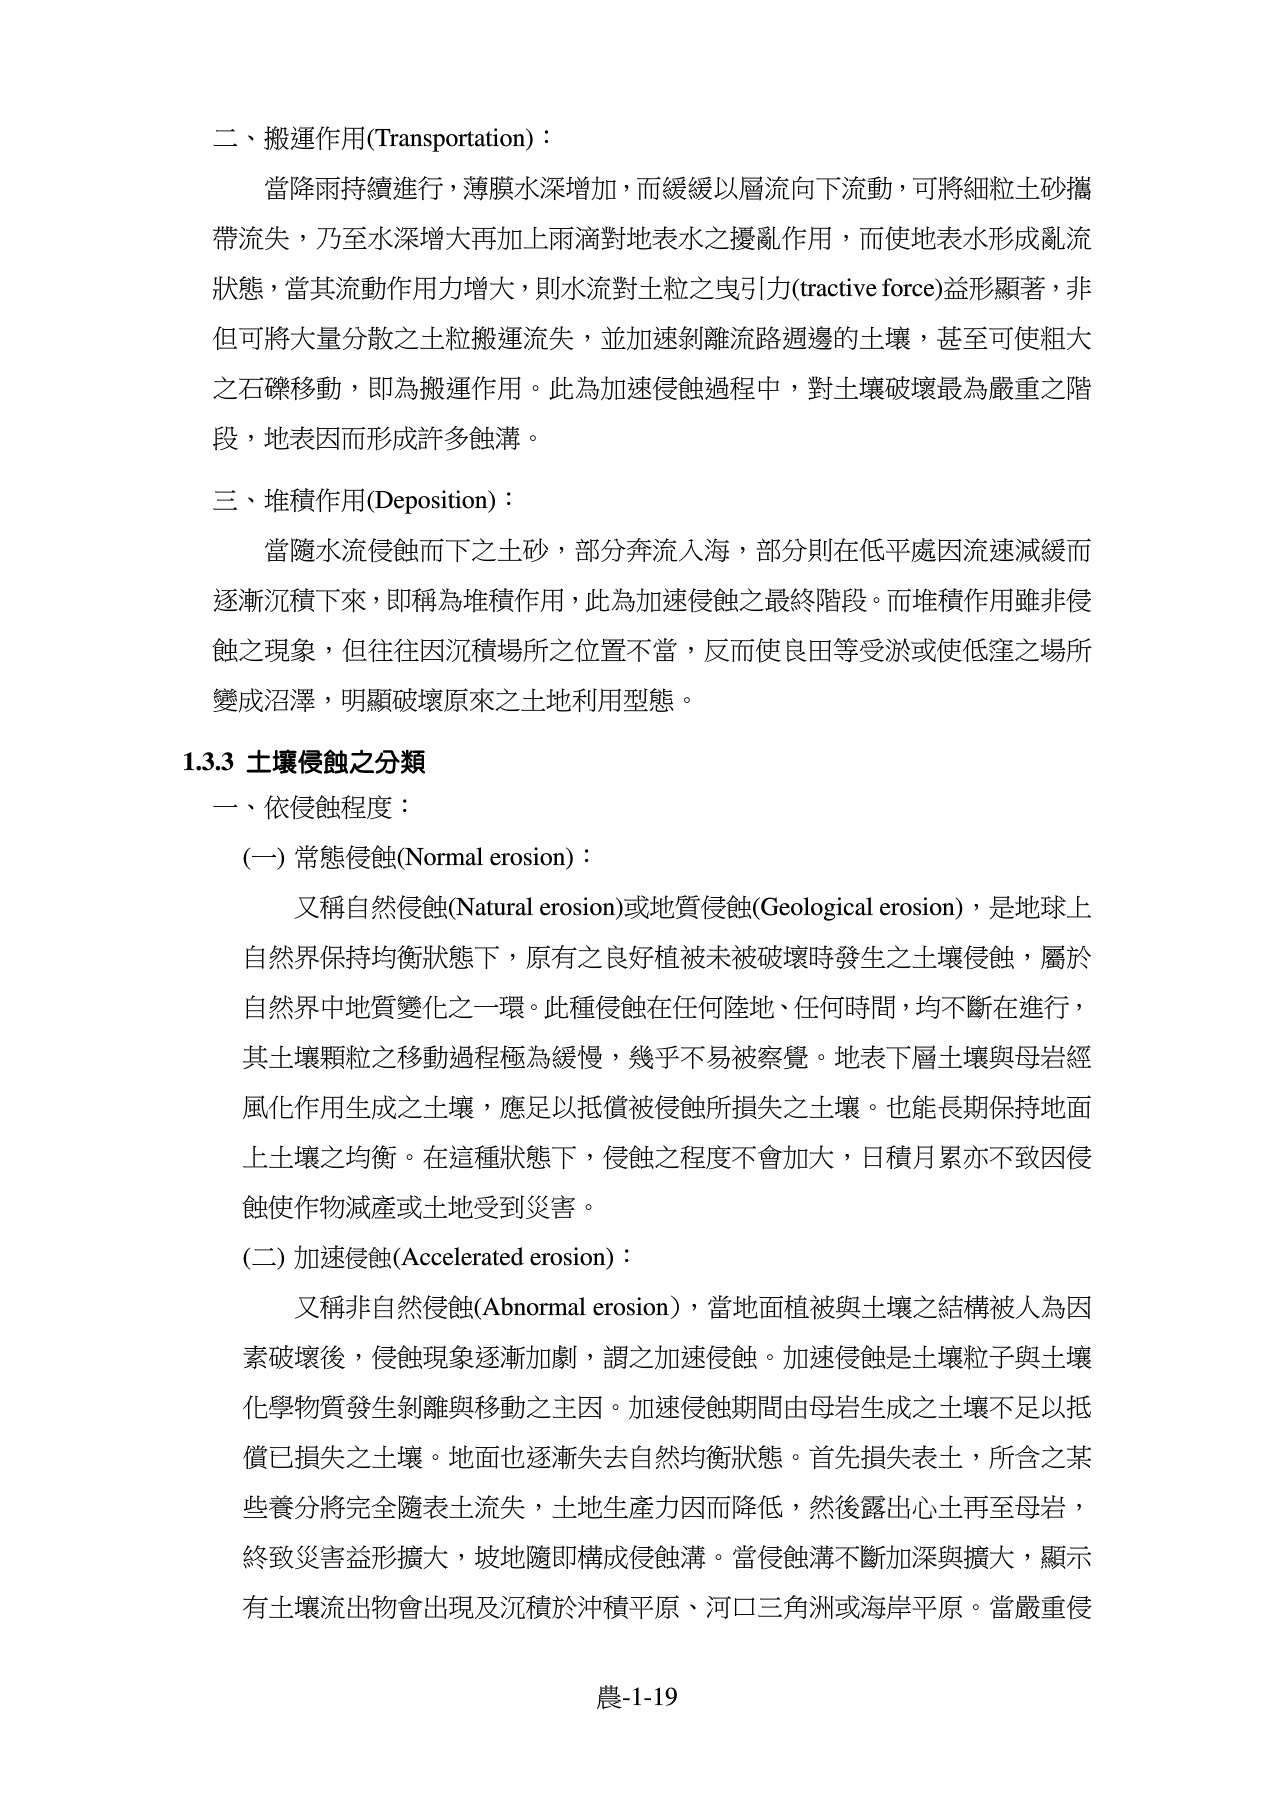 二、搬運作用(Transportation)：
當降雨持續進行，薄膜水深增加，而緩緩以層流向下流動，可將細粒土砂攜
帶流失，乃至水深增大再加上雨滴對地表水之擾亂作用，而使地表水形成亂流
狀態，當其流動作用力增大，則水流對土粒之曳引力(tractive force)益形顯著，非
但可將大量分散之土粒搬運流失，並加速剝離流路週邊的土壤，甚至可使粗大
之石礫移動，即為搬運作用。此為加速侵蝕過程中，對土壤破壞最為嚴重之階
段，地表因而形成許多蝕溝。
三、堆積作用(Deposition)：
當隨水流侵蝕而下之土砂，部分奔流入海，部分則在低平處因流速減緩而
逐漸沉積下來，即稱為堆積作用，此為加速侵蝕之最終階段。而堆積作用雖非侵
蝕之現象，但往往因沉積場所之位置不當，反而使良田等受淤或使低窪之場所
變成沼澤，明顯破壞原來之土地利用型態。
1.3.3 土壤侵蝕之分類
一、依侵蝕程度：
(一) 常態侵蝕(Normal erosion)：
又稱自然侵蝕(Natural erosion)或地質侵蝕(Geological erosion)，是地球上
自然界保持均衡狀態下，原有之良好植被未被破壞時發生之土壤侵蝕，屬於
自然界中地質變化之一環。此種侵蝕在任何陸地、任何時間，均不斷在進行，
其土壤顆粒之移動過程極為緩慢，幾乎不易被察覺。地表下層土壤與母岩經
風化作用生成之土壤，應足以抵償被侵蝕所損失之土壤。也能長期保持地面
上土壤之均衡。在這種狀態下，侵蝕之程度不會加大，日積月累亦不致因侵
蝕使作物減產或土地受到災害。
(二) 加速侵蝕(Accelerated erosion)：
又稱非自然侵蝕(Abnormal erosion)，當地面植被與土壤之結構被人為因
素破壞後，侵蝕現象逐漸加劇，謂之加速侵蝕。加速侵蝕是土壤粒子與土壤
化學物質發生剝離與移動之主因。加速侵蝕期間由母岩生成之土壤不足以抵
償已損失之土壤。地面也逐漸失去自然均衡狀態。首先損失表土，所含之某
些養分將完全隨表土流失，土地生產力因而降低，然後露出心土再至母岩，
終致災害益形擴大，坡地隨即構成侵蝕溝。當侵蝕溝不斷加深與擴大，顯示
有土壤流出物會出現及沉積於沖積平原、河口三角洲或海岸平原。當嚴重侵
農-1-19